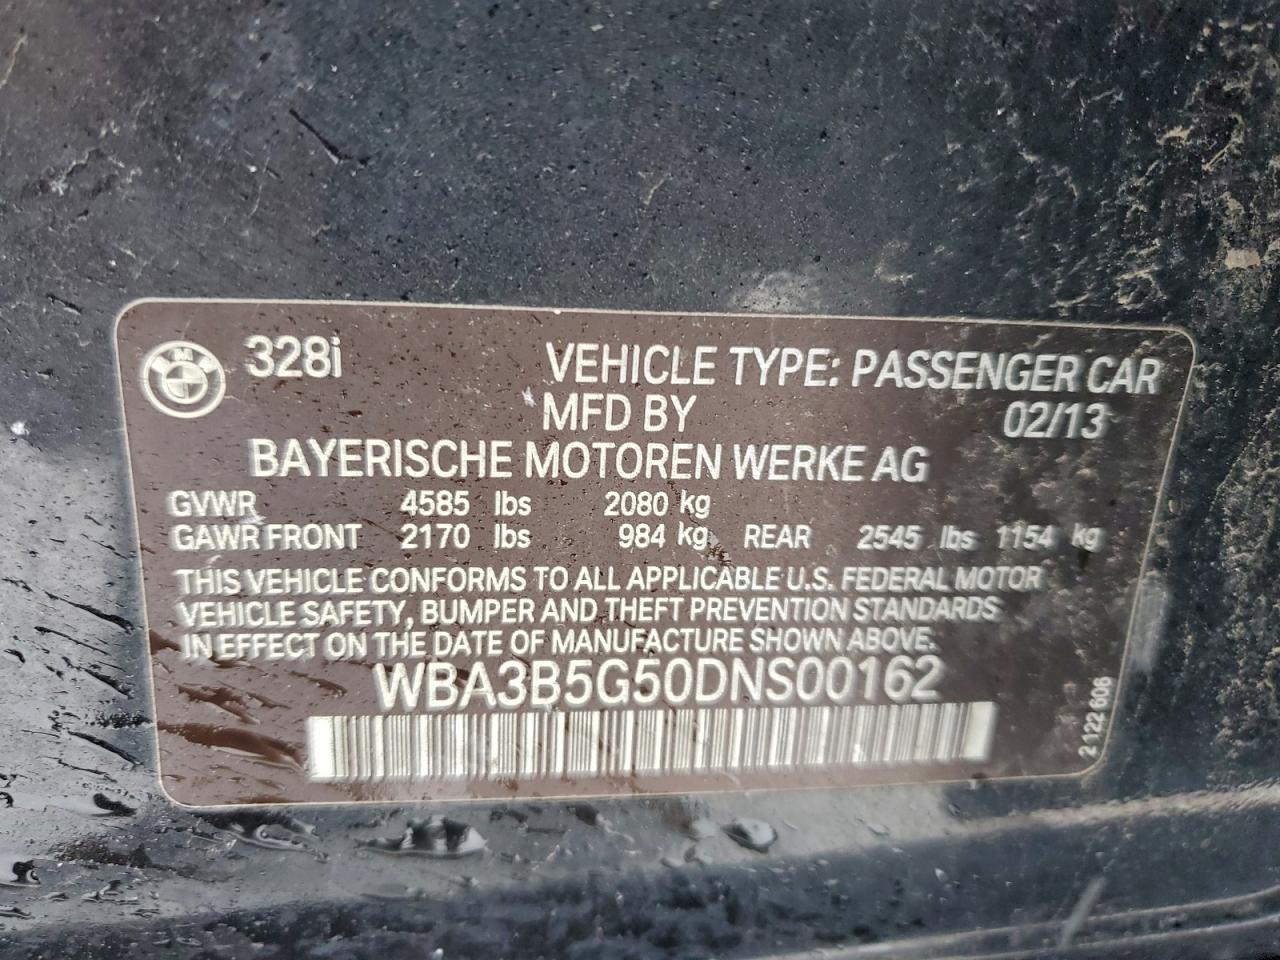 BMW 328i VEHICLE TYPE: PASSENGER CAR
MFD BY 02/13
BAYERISCHE MOTOREN WERKE AG
GVWR 4585 lbs 2080 kg
GAWR FRONT 2170 lbs 984 kg REAR 2545 lbs 1154 kg
THIS VEHICLE CONFORMS TO ALL APPLICABLE U.S. FEDERAL MOTOR
VEHICLE SAFETY, BUMPER AND THEFT PREVENTION STANDARDS
IN EFFECT ON THE DATE OF MANUFACTURE SHOWN ABOVE.
WBA3B5G50DNS00162
2122 606